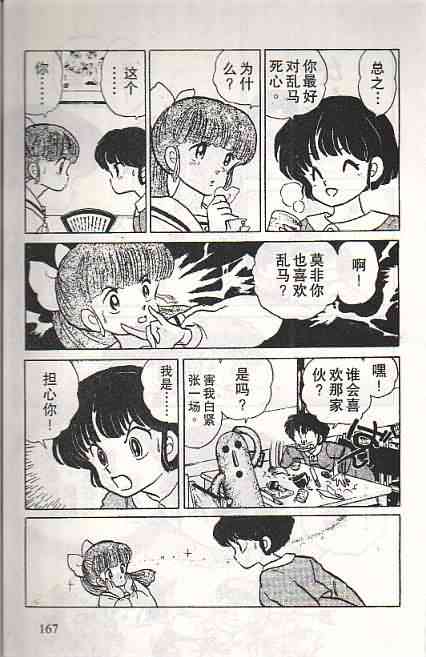 总之…
你最好
对乱马
死心。
为什
么？
这个
你………
啊！
莫非你
也喜欢
乱马？
嘿！
谁会喜
欢那家
伙？
是吗？
害我白紧
张一场。
我是……
担心你！
167